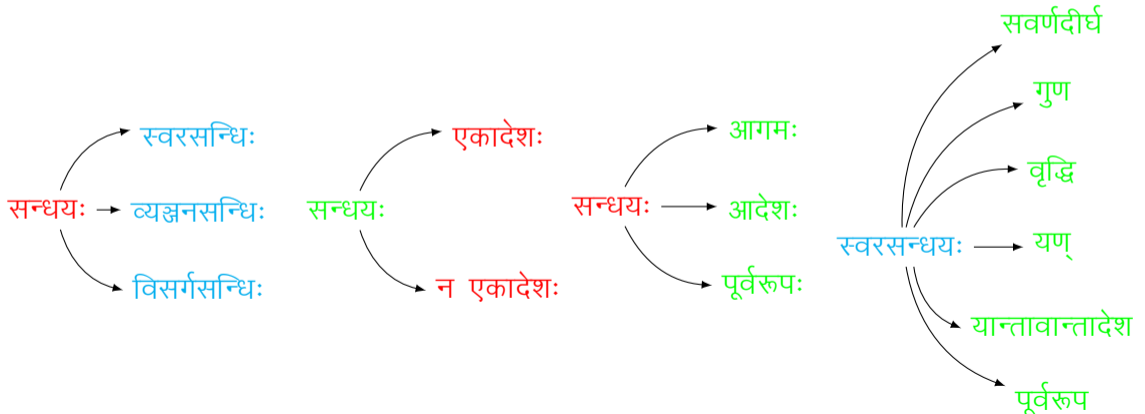 सन्धयः
स्वरसन्धिः
व्यञ्जनसन्धिः
विसर्गसन्धिः
सन्धयः
एकादेशः
न एकादेशः
सन्धयः
आगमः
आदेशः
पूर्वरूपः
स्वरसन्धयः
सवर्णदीर्घ
गुण
वृद्धि
यण्
यान्तावान्तादेश
पूर्वरूप